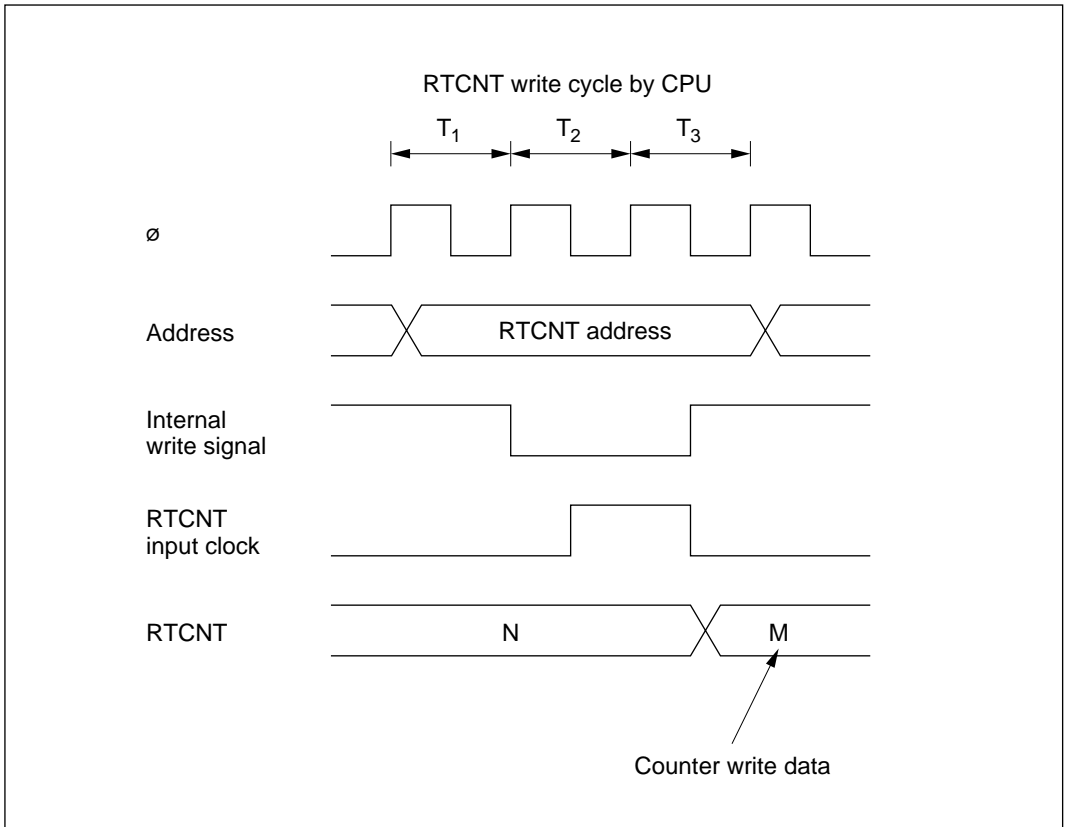 RTCNT write cycle by CPU
T1 T2 T3
ø
Address RTCNT address
Internal
write signal
RTCNT
input clock
RTCNT N M
Counter write data